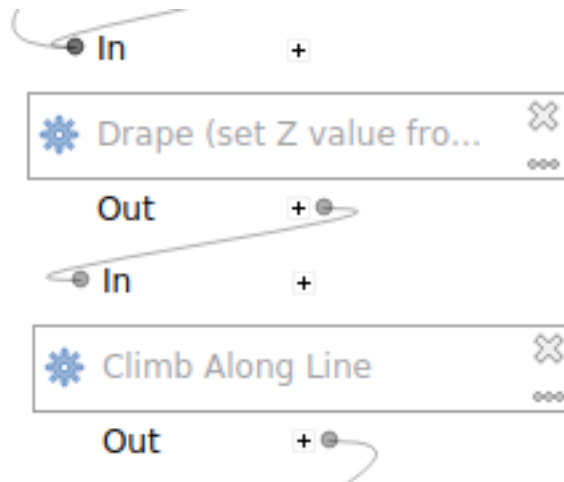 In
Drape (set Z value fro...
Out
In
Climb Along Line
Out